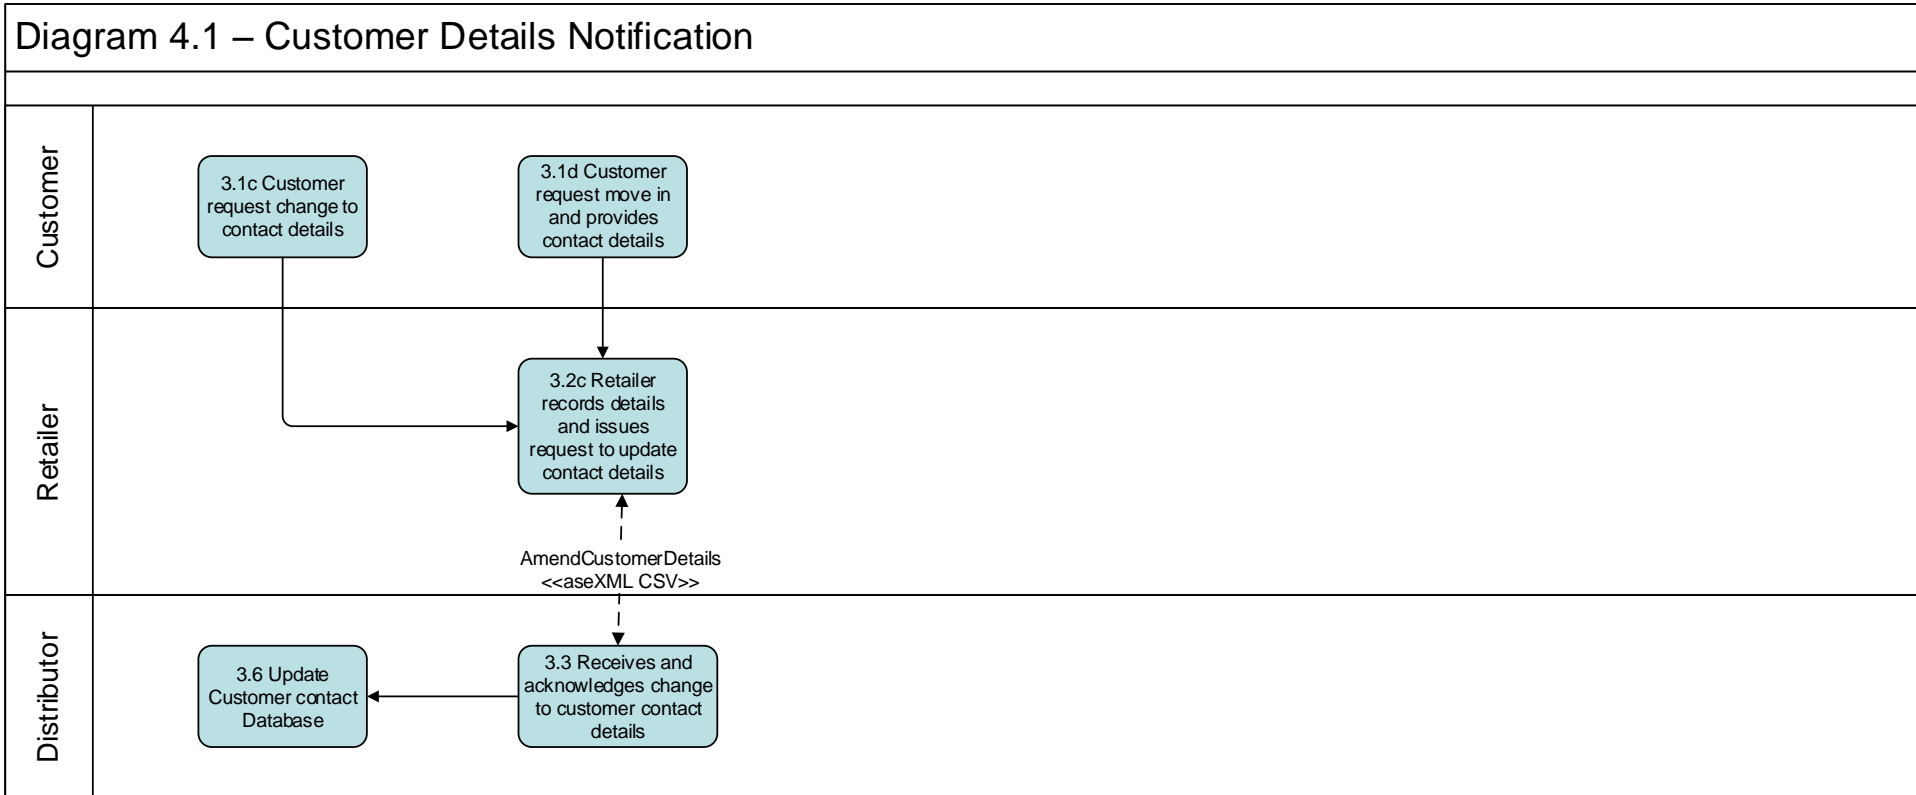 Diagram 4.1 – Customer Details Notification
Customer
3.1c Customer
request change to
contact details
3.1d Customer
request move in
and provides
contact details
Retailer
3.2c Retailer
records details
and issues
request to update
contact details
AmendCustomerDetails
<<aseXML CSV>>
Distributor
3.6 Update
Customer contact
Database
3.3 Receives and
acknowledges change
to customer contact
details